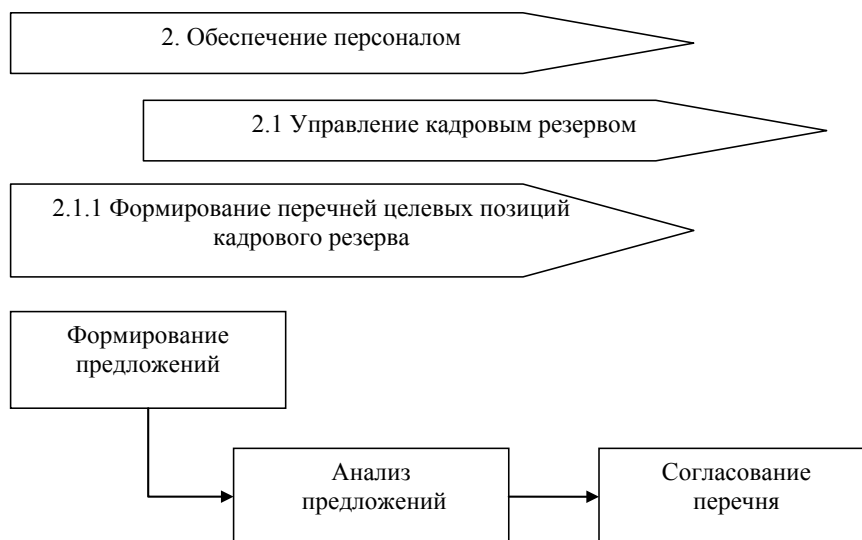 2. Обеспечение персоналом
2.1 Управление кадровым резервом
2.1.1 Формирование перечней целевых позиций
кадрового резерва
Формирование
предложений
Анализ
предложений
Согласование
перечня